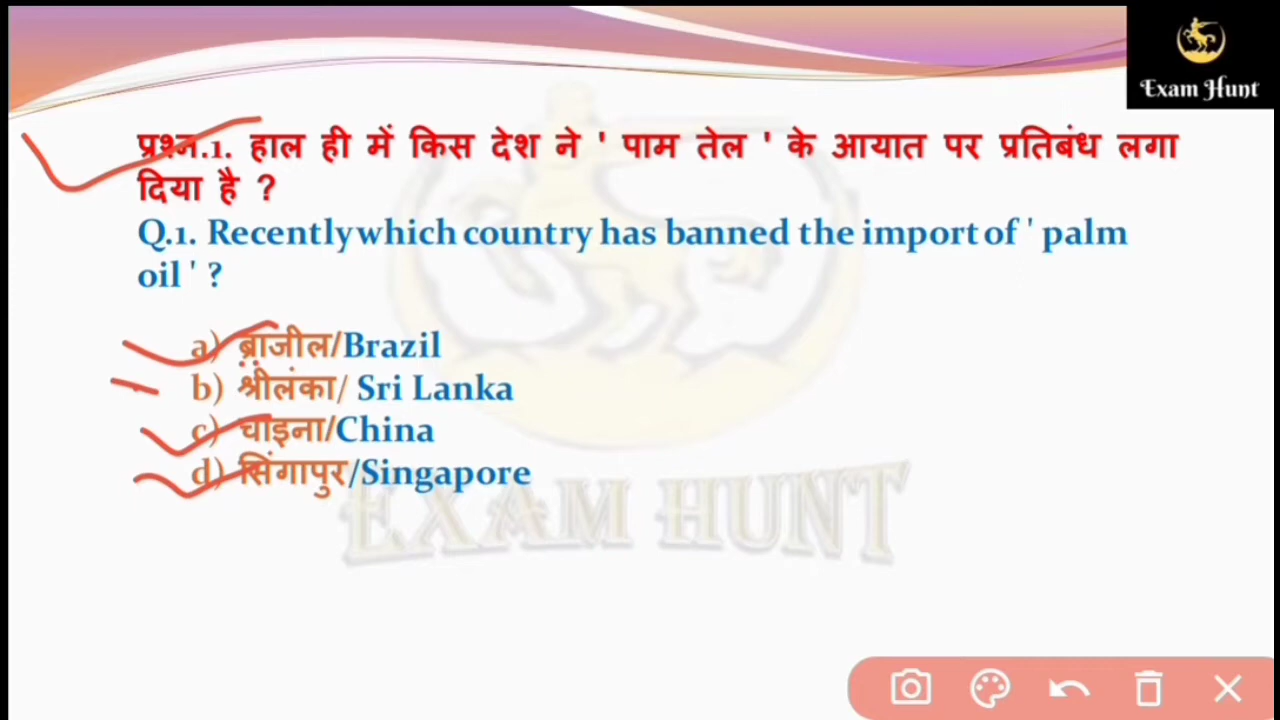 Exam Hunt
प्रश्न.1. हाल ही में किस देश ने ' पाम तेल ' के आयात पर प्रतिबंध लगा
दिया है ?
Q.1. Recently which country has banned the import of ' palm
oil ' ?
a) ब्राजील/Brazil
b) श्रीलंका/ Sri Lanka
c) चाइना/China
d) सिंगापुर/Singapore
EXAM HUNT